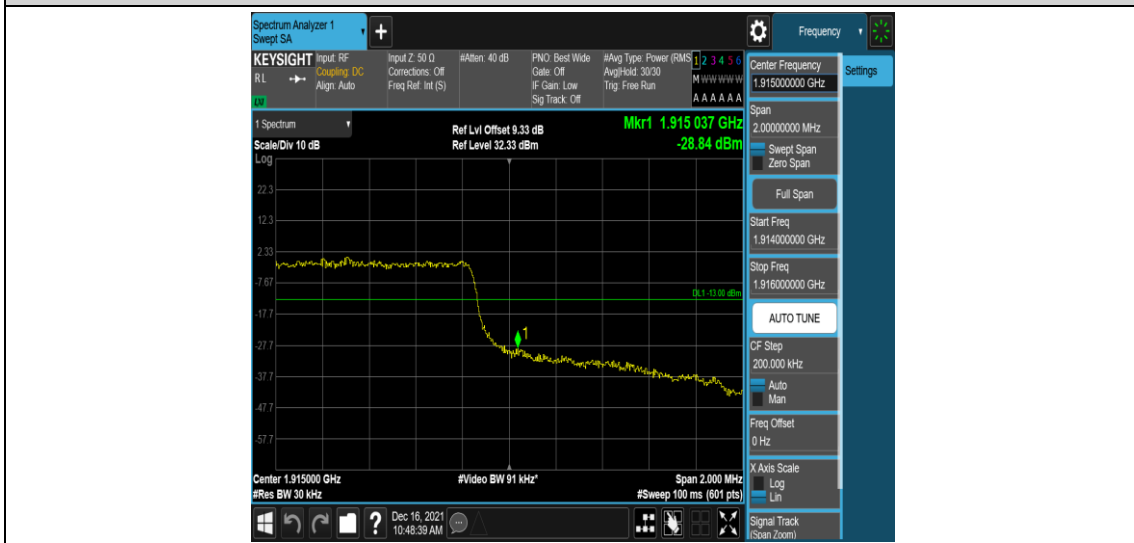 Spectrum Analyzer 1
Swept SA
+
Frequency
KEYSIGHT
RL
LXI
Input: RF
Coupling: DC
Align: Auto
Input Z: 50 Ω
Corrections: Off
Freq Ref: Int (S)
#Atten: 40 dB
PNO: Best Wide
Gate: Off
IF Gain: Low
Sig Track: Off
#Avg Type: Power (RMS
Avg|Hold: 30/30
Trig: Free Run
1 2 3 4 5 6
M W W W W W
A A A A A A
1 Spectrum
Scale/Div 10 dB
Ref Lvl Offset 9.33 dB
Ref Level 32.33 dBm
Mkr1 1.915 037 GHz
-28.84 dBm
Log
22.3
12.3
2.33
-7.67
DL1 -13.00 dBm
-17.7
1
-27.7
-37.7
-47.7
-57.7
Center 1.915000 GHz
#Video BW 91 kHz*
Span 2.000 MHz
#Res BW 30 kHz
#Sweep 100 ms (601 pts)
Dec 16, 2021
10:48:39 AM
?
Center Frequency
1.915000000 GHz
Settings
Span
2.00000000 MHz
Swept Span
Zero Span
Full Span
Start Freq
1.914000000 GHz
Stop Freq
1.916000000 GHz
AUTO TUNE
CF Step
200.000 kHz
Auto
Man
Freq Offset
0 Hz
X Axis Scale
Log
Lin
Signal Track
(Span Zoom)